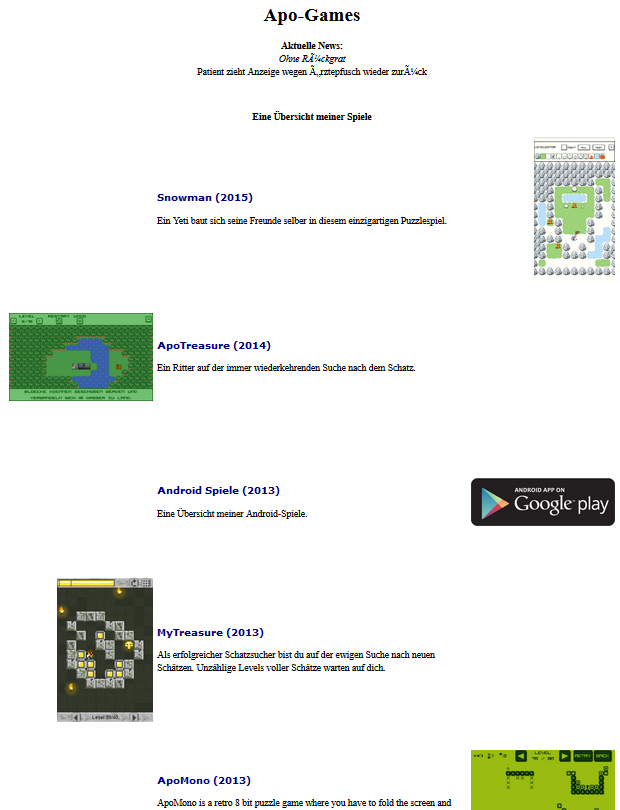 Apo-Games
Aktuelle News:
Ohne RÃ¼ckgrat
Patient zieht Anzeige wegen Ã„rztepfusch wieder zurÃ¼ck
Eine Übersicht meiner Spiele
Snowman (2015)
Ein Yeti baut sich seine Freunde selber in diesem einzigartigen Puzzlespiel.
LEVEL RESTART UNDO
ApoTreasure (2014)
Ein Ritter auf der immer wiederkehrenden Suche nach dem Schatz.
BLOECKE KOENNEN GESCHOBEN WERDEN UND
VERWANDELN SICH IM WASSER ZU LAND
Android Spiele (2013)
Eine Übersicht meiner Android-Spiele.
ANDROID APP ON
Google play
MyTreasure (2013)
Als erfolgreicher Schatzsucher bist du auf der ewigen Suche nach neuen
Schätzen. Unzählige Levels voller Schätze warten auf dich.
Level
LEVEL
RETRY BACK
ApoMono (2013)
ApoMono is a retro 8 bit puzzle game where you have to fold the screen and